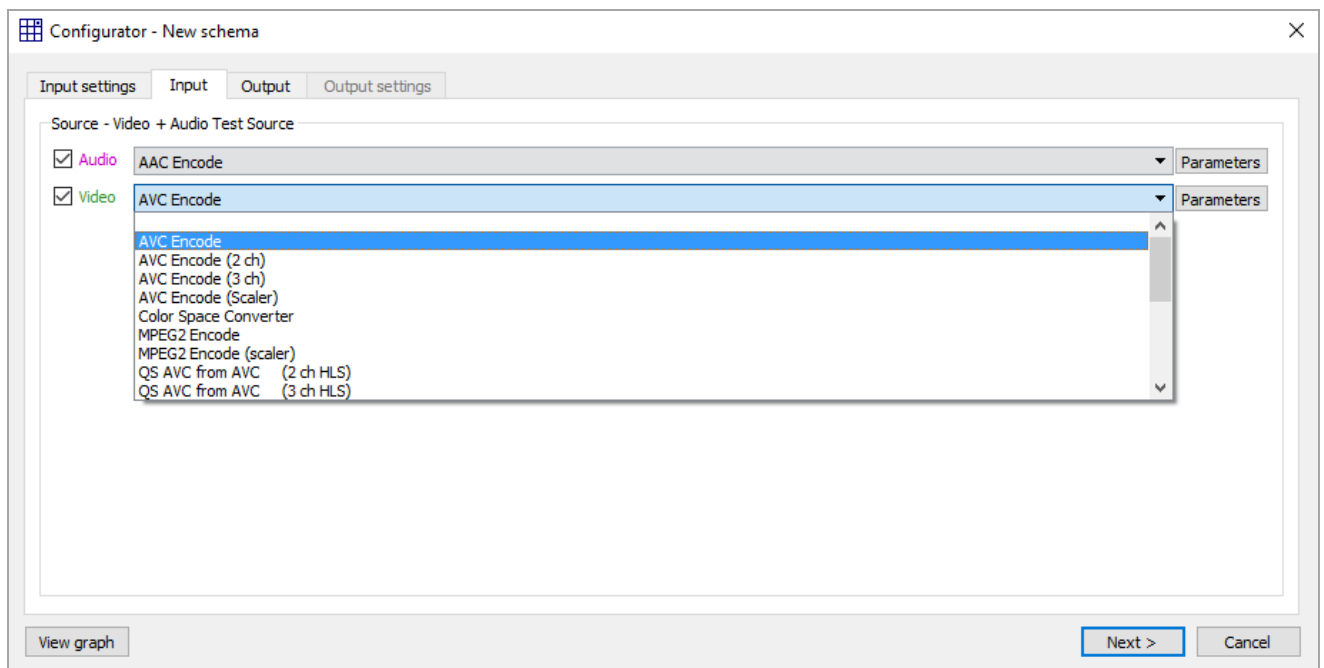 Configurator - New schema
Input settings Input Output Output settings
Source - Video + Audio Test Source
Audio AAC Encode Parameters
Video AVC Encode Parameters
AVC Encode
AVC Encode (2 ch)
AVC Encode (3 ch)
AVC Encode (Scaler)
Color Space Converter
MPEG2 Encode
MPEG2 Encode (scaler)
QS AVC from AVC (2 ch HLS)
QS AVC from AVC (3 ch HLS)
View graph Next > Cancel